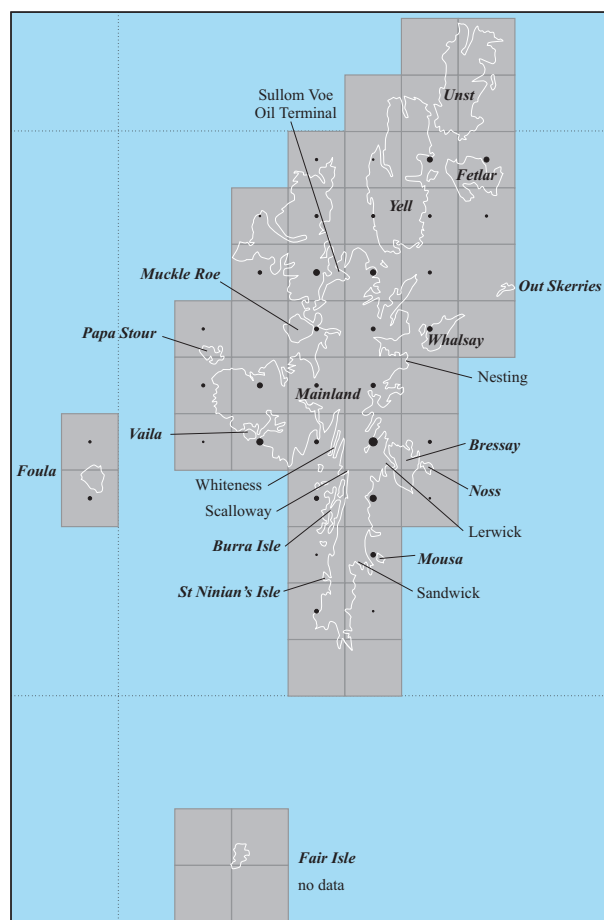 Unst
Sullom Voe
Oil Terminal
Fetlar
Yell
Muckle Roe
Out Skerries
Papa Stour
Whalsay
Nesting
Mainland
Vaila
Bressay
Foula
Whiteness
Noss
Scalloway
Lerwick
Burra Isle
Mousa
St Ninian's Isle
Sandwick
Fair Isle
no data